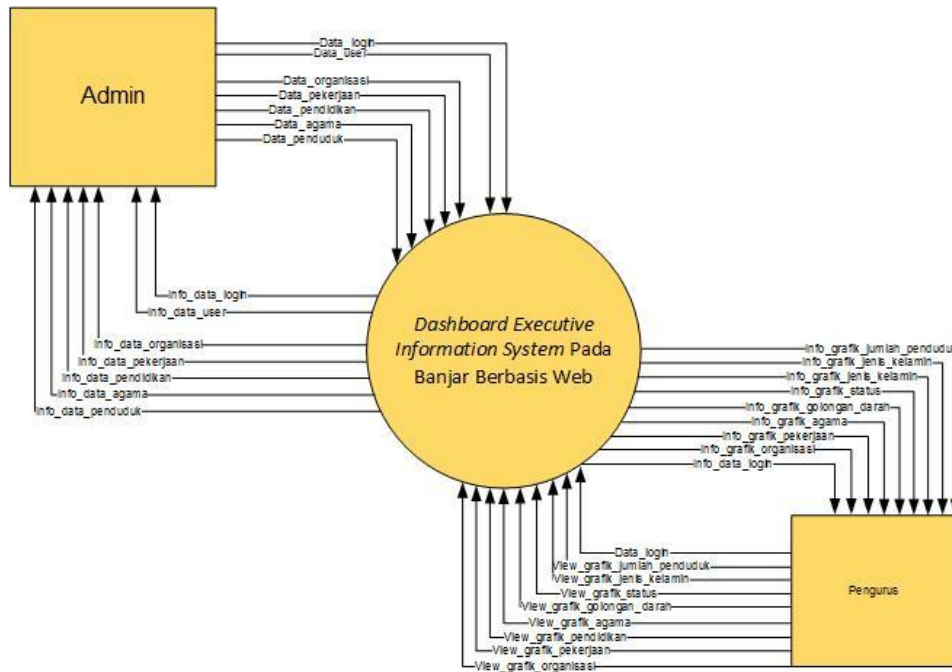 Admin
Data_login
Data_user
Data_organisasi
Data_pekerjaan
Data_pendidikan
Data_agama
Data_penduduk
Info_data_login
Info_data_user
Info_data_organisasi
Info_data_pekerjaan
Info_data_pendidikan
Info_data_agama
Info_data_penduduk
Dashboard Executive
Information System Pada
Banjar Berbasis Web
Info_grafik_jumlah_penduduk
Info_grafik_jenis_kelamin
Info_grafik_jenis_kelamin
Info_grafik_status
Info_grafik_golongan_darah
Info_grafik_agama
Info_grafik_pekerjaan
Info_grafik_organisasi
Info_data_login
Pengurus
Data_login
View_grafik_jumlah_penduduk
View_grafik_jenis_kelamin
View_grafik_status
View_grafik_golongan_darah
View_grafik_agama
View_grafik_pendidikan
View_grafik_pekerjaan
View_grafik_organisasi